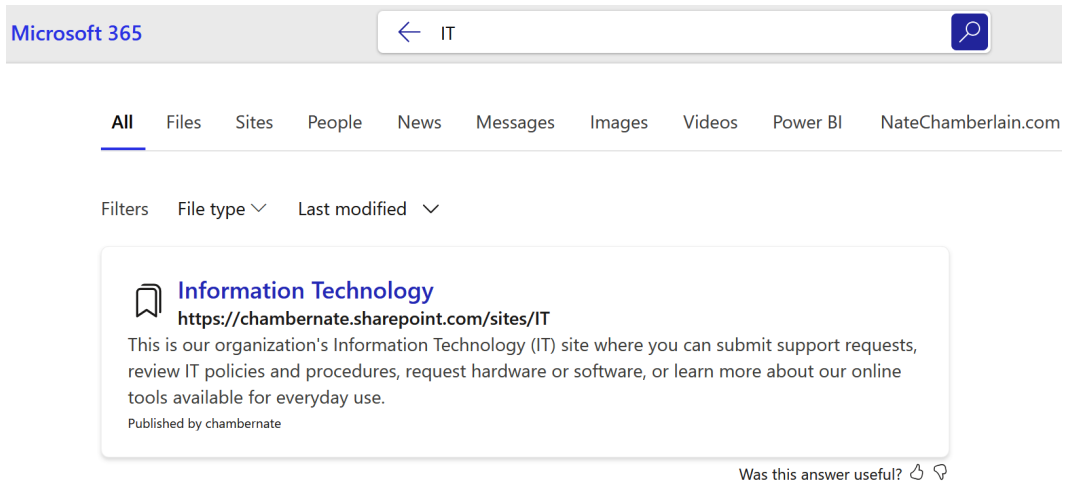 Microsoft 365
IT
All Files Sites People News Messages Images Videos Power BI NateChamberlain.com
Filters File type Last modified
Information Technology
https://chambernate.sharepoint.com/sites/IT
This is our organization's Information Technology (IT) site where you can submit support requests,
review IT policies and procedures, request hardware or software, or learn more about our online
tools available for everyday use.
Published by chambernate
Was this answer useful?